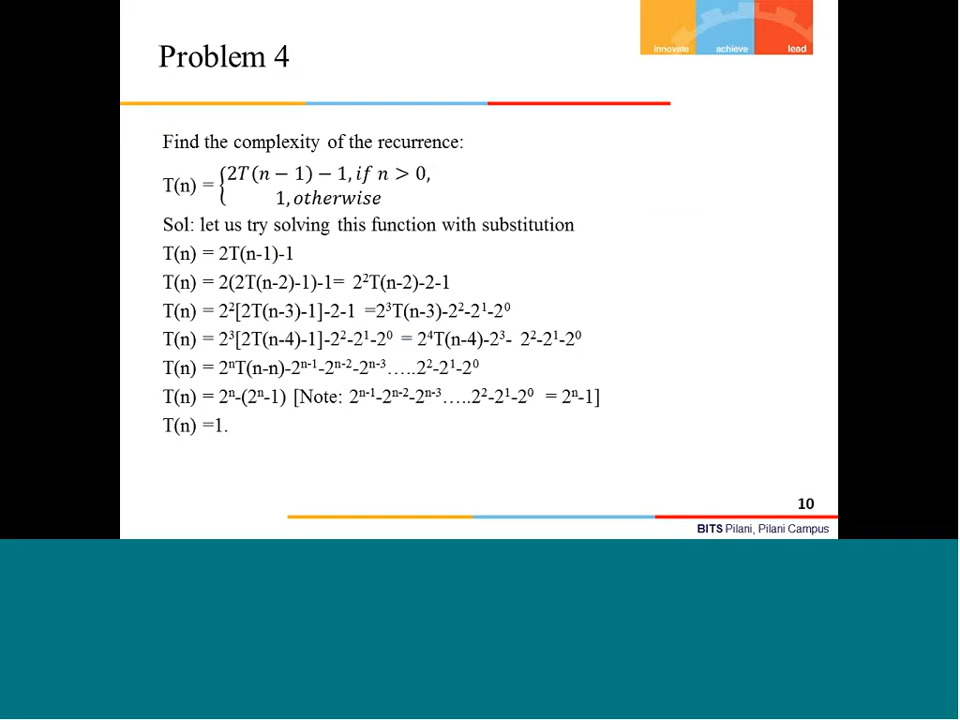 Problem 4
innovate achieve lead
Find the complexity of the recurrence:
T(n) = {2T(n − 1) − 1, if n > 0,
1, otherwise
Sol: let us try solving this function with substitution
T(n) = 2T(n-1)-1
T(n) = 2(2T(n-2)-1)-1= 2²T(n-2)-2-1
T(n) = 2²[2T(n-3)-1]-2-1 =2³T(n-3)-2²-2¹-2⁰
T(n) = 2³[2T(n-4)-1]-2²-2¹-2⁰ = 2⁴T(n-4)-2³- 2²-2¹-2⁰
T(n) = 2ⁿT(n-n)-2ⁿ⁻¹-2ⁿ⁻²-2ⁿ⁻³…..2²-2¹-2⁰
T(n) = 2ⁿ-(2ⁿ-1) [Note: 2ⁿ⁻¹-2ⁿ⁻²-2ⁿ⁻³…..2²-2¹-2⁰ = 2ⁿ-1]
T(n) =1.
10
BITS Pilani, Pilani Campus